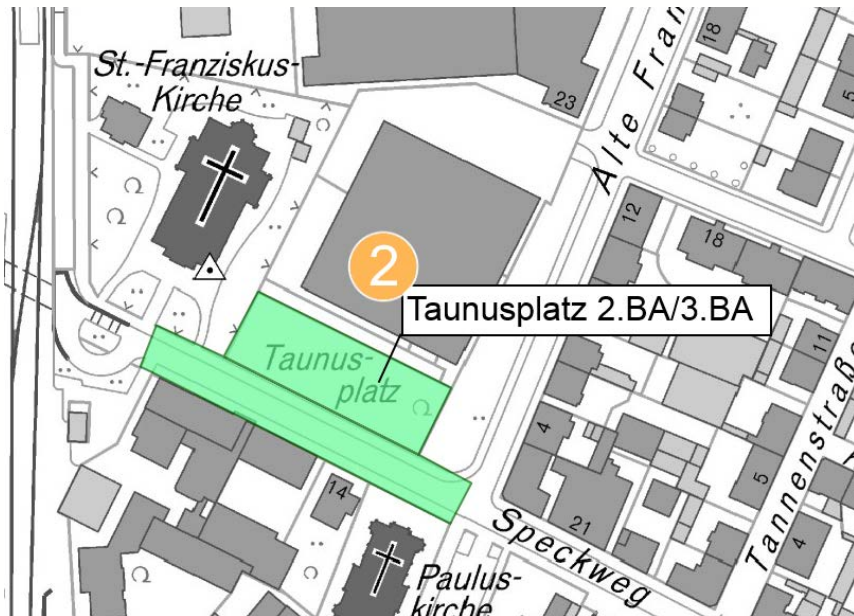 St.-Franziskus-
Kirche
23
18
5
Alte Fran
12
18
2
Taunusplatz 2.BA/3.BA
Taunus-
platz
11
4
5
14
21
4
Speckweg
Tannenstraße
Paulus-
kirche